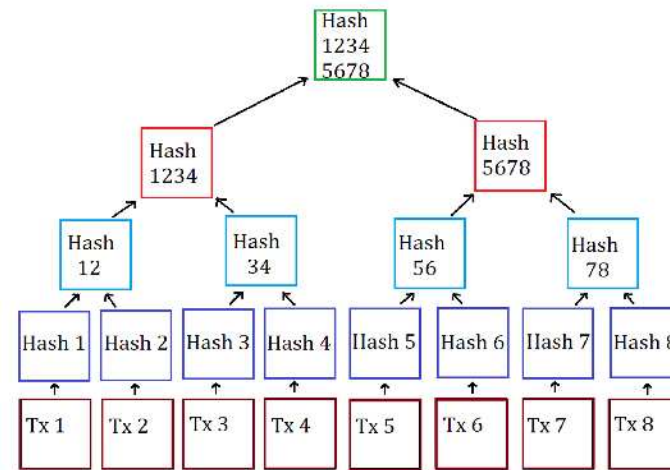 Hash
1234
5678
Hash
1234
Hash
5678
Hash
12
Hash
34
Hash
56
Hash
78
Hash 1
Hash 2
Hash 3
Hash 4
Hash 5
Hash 6
Hash 7
Hash 8
Tx 1
Tx 2
Tx 3
Tx 4
Tx 5
Tx 6
Tx 7
Tx 8